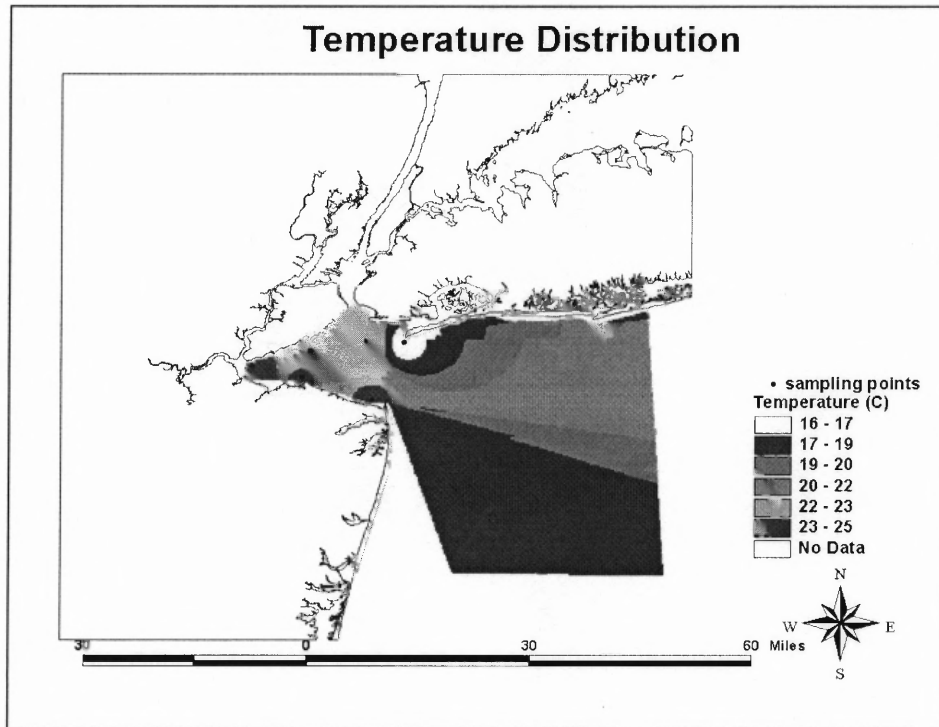 Temperature Distribution
• sampling points
Temperature (C)
16 - 17
17 - 19
19 - 20
20 - 22
22 - 23
23 - 25
No Data
N
W E
S
30 0 30 60 Miles